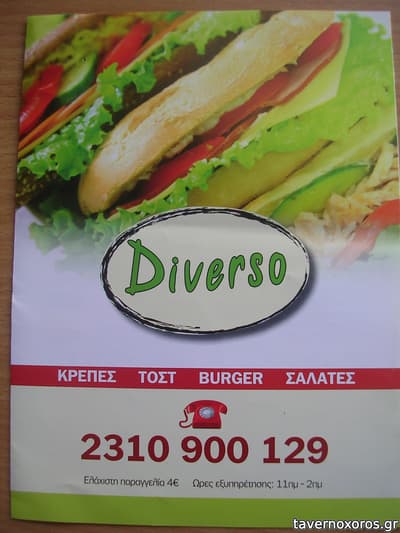 Diverso
ΚΡΕΠΕΣ ΤΟΣΤ BURGER ΣΑΛΑΤΕΣ
2310 900 129
Ελάχιστη παραγγελία 4€ Ώρες εξυπηρέτησης: 11πμ - 2πμ
tavernoxoros.gr